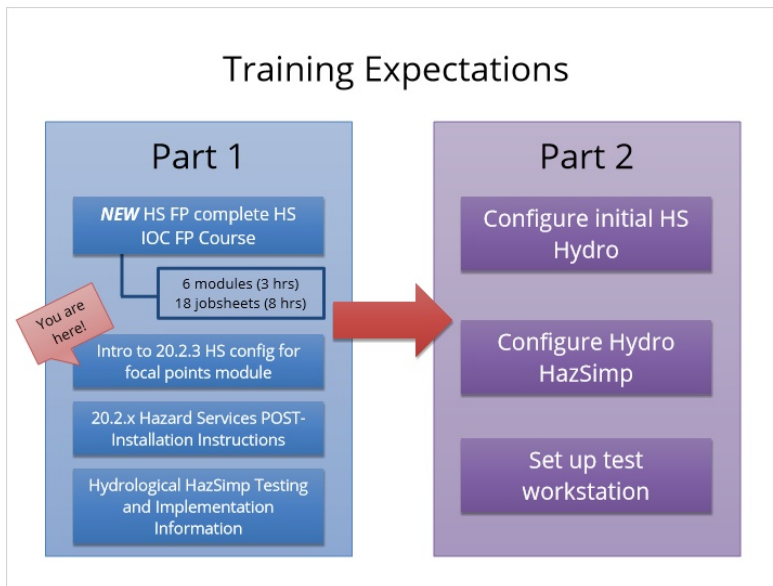 Training Expectations
Part 1
NEW HS FP complete HS
IOC FP Course
6 modules (3 hrs)
18 jobsheets (8 hrs)
You are
here!
Intro to 20.2.3 HS config for
focal points module
20.2.x Hazard Services POST-
Installation Instructions
Hydrological HazSimp Testing
and Implementation
Information
Part 2
Configure initial HS
Hydro
Configure Hydro
HazSimp
Set up test
workstation